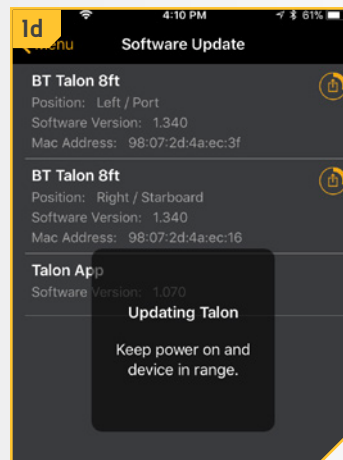 1d
4:10 PM
61%
Menu
Software Update
BT Talon 8ft
Position: Left / Port
Software Version: 1.340
Mac Address: 98:07:2d:4a:ec:3f
BT Talon 8ft
Position: Right / Starboard
Software Version: 1.340
Mac Address: 98:07:2d:4a:ec:16
Talon App
Software Version: 1.070
Updating Talon
Keep power on and
device in range.